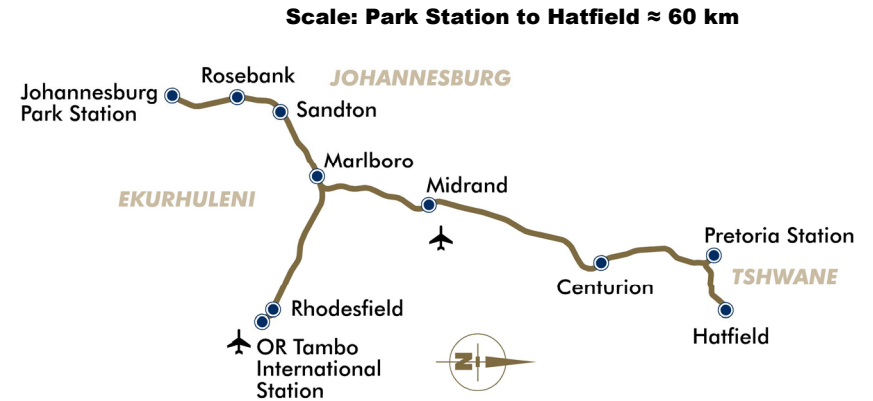 Scale: Park Station to Hatfield ≈ 60 km
JOHANNESBURG
Rosebank
Johannesburg
Park Station
Sandton
Marlboro
EKURHULENI
Midrand
Pretoria Station
TSHWANE
Centurion
Rhodesfield
Hatfield
OR Tambo
International
Station
N